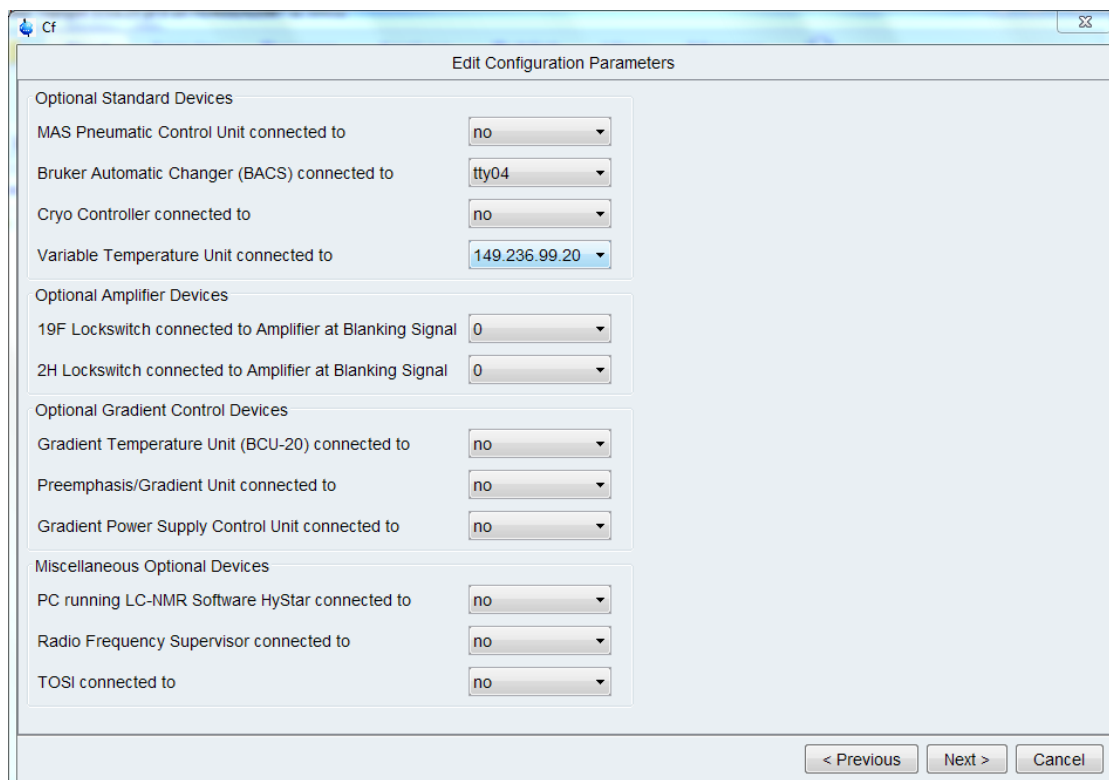 Cf
Edit Configuration Parameters
Optional Standard Devices
MAS Pneumatic Control Unit connected to no
Bruker Automatic Changer (BACS) connected to tty04
Cryo Controller connected to no
Variable Temperature Unit connected to 149.236.99.20
Optional Amplifier Devices
19F Lockswitch connected to Amplifier at Blanking Signal 0
2H Lockswitch connected to Amplifier at Blanking Signal 0
Optional Gradient Control Devices
Gradient Temperature Unit (BCU-20) connected to no
Preemphasis/Gradient Unit connected to no
Gradient Power Supply Control Unit connected to no
Miscellaneous Optional Devices
PC running LC-NMR Software HyStar connected to no
Radio Frequency Supervisor connected to no
TOSI connected to no
< Previous Next > Cancel